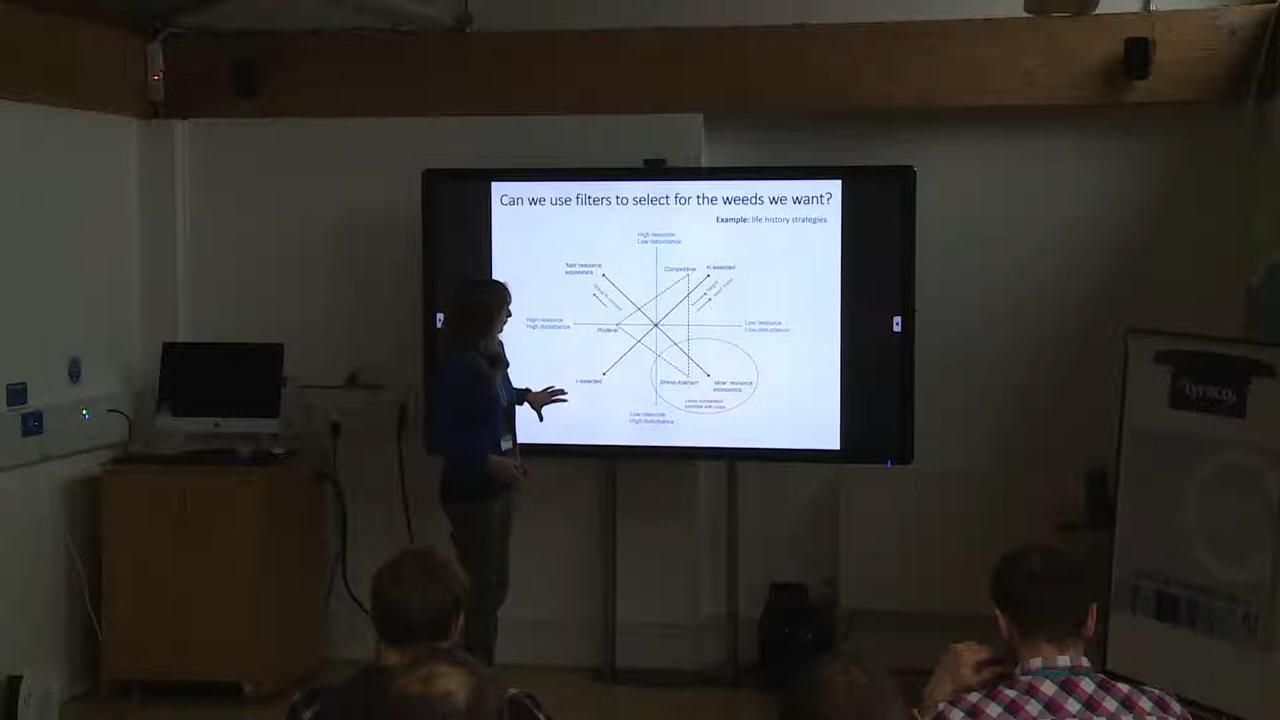 Can we use filters to select for the weeds we want?
Example: life history strategies
High resource
Low disturbance
'fast' resource
economics
Competitive
K-selected
height
High resource
High disturbance
Ruderal
Low resource
Low disturbance
r-selected
Stress-tolerant
'slow' resource
economics
Low resource
High disturbance